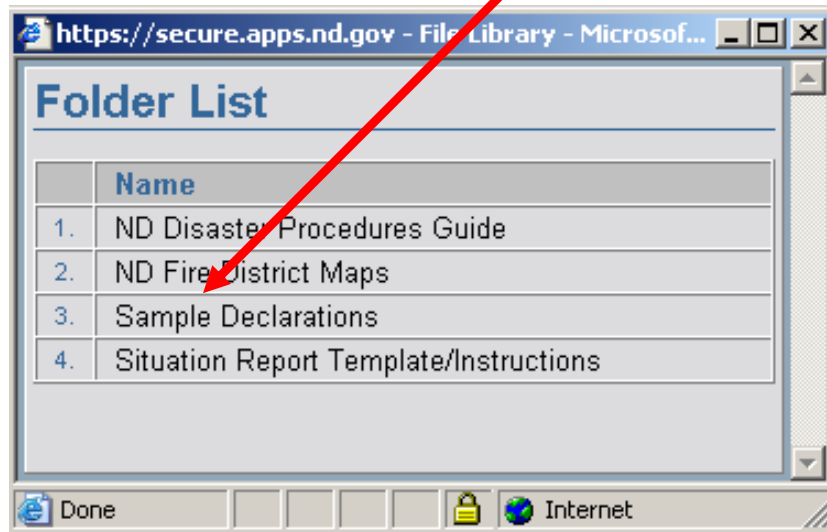 https://secure.apps.nd.gov - File Library - Microsof...
Folder List
Name
1. ND Disaster Procedures Guide
2. ND Fire District Maps
3. Sample Declarations
4. Situation Report Template/Instructions
Done Internet